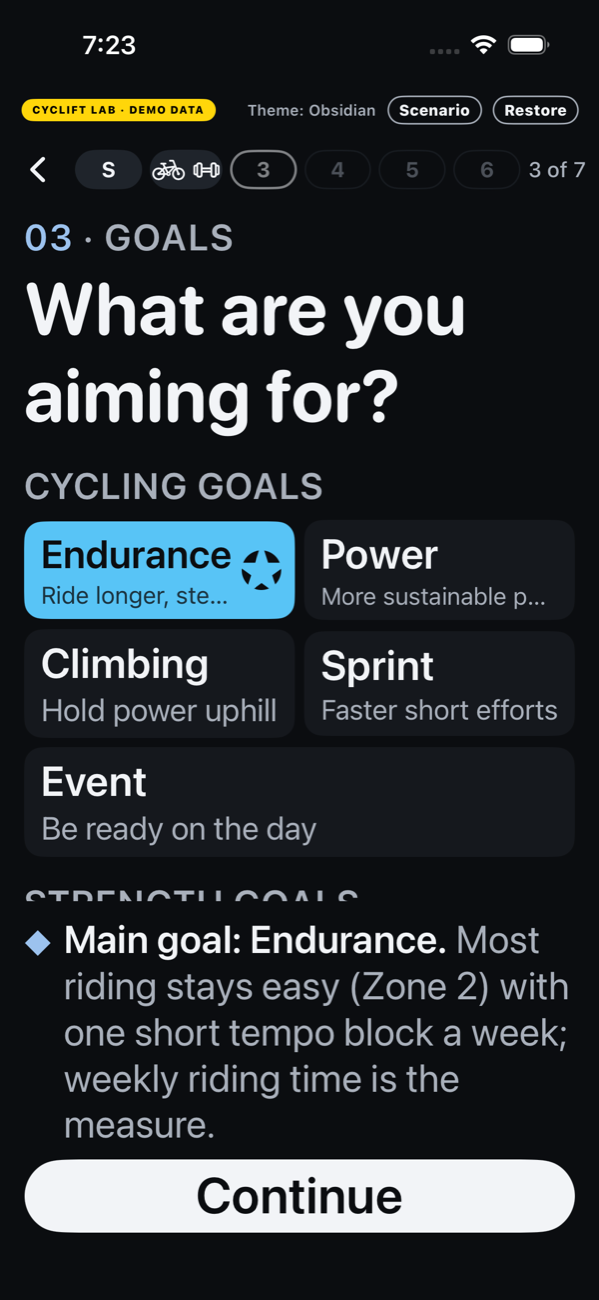 7:23
CYCLIFT LAB · DEMO DATA
Theme: Obsidian
Scenario
Restore
S
3
4
5
6
3 of 7
03 · GOALS
What are you
aiming for?
CYCLING GOALS
Endurance
Ride longer, ste...
Power
More sustainable p...
Climbing
Hold power uphill
Sprint
Faster short efforts
Event
Be ready on the day
STRENGTH GOALS
Main goal: Endurance. Most
riding stays easy (Zone 2) with
one short tempo block a week;
weekly riding time is the
measure.
Continue